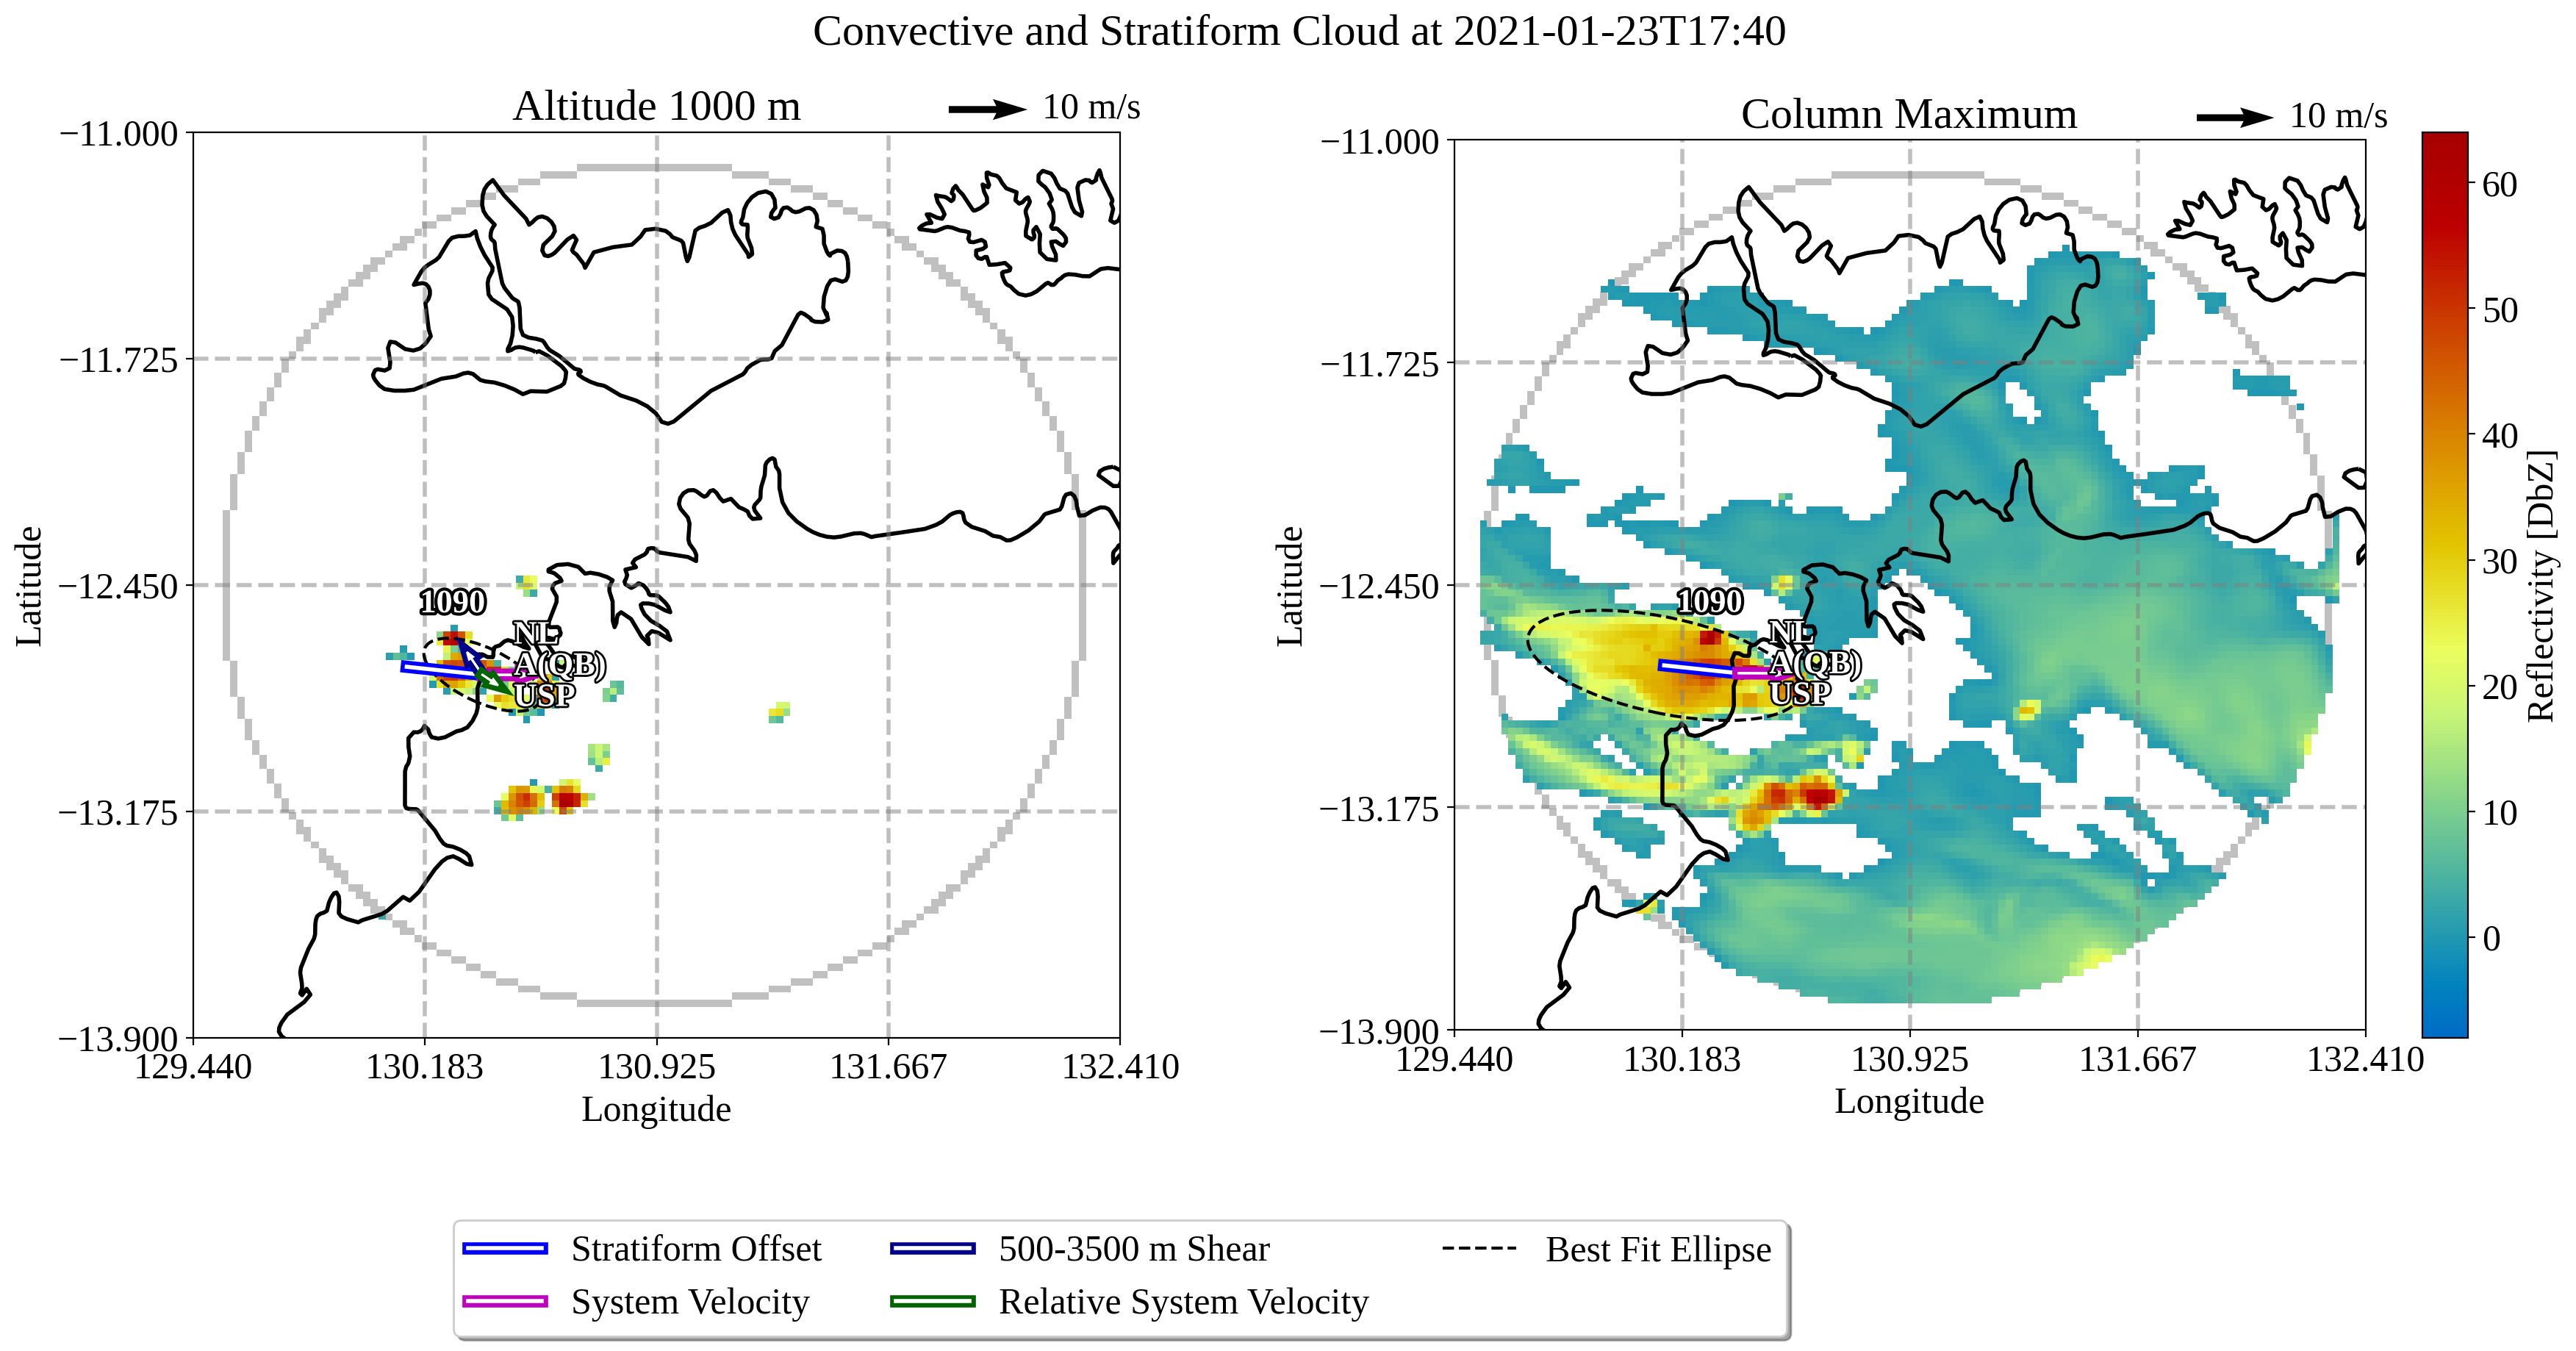 Convective and Stratiform Cloud at 2021-01-23T17:40
Altitude 1000 m
10 m/s
−11.000
−11.725
−12.450
−13.175
−13.900
Latitude
1090
NL
A(QB)
USP
129.440
130.183
130.925
131.667
132.410
Longitude
Column Maximum
10 m/s
−11.000
−11.725
−12.450
−13.175
−13.900
Latitude
1090
NL
A(QB)
USP
129.440
130.183
130.925
131.667
132.410
Longitude
60
50
40
30
20
10
0
Reflectivity [DbZ]
Stratiform Offset
System Velocity
500-3500 m Shear
Relative System Velocity
Best Fit Ellipse